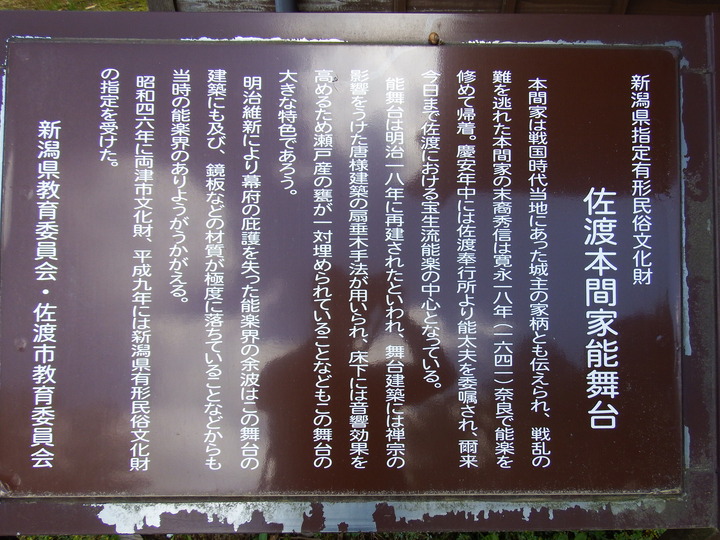 新潟県指定有形民俗文化財
佐渡本間家能舞台
本間家は戦国時代当地にあった城主の家柄とも伝えられ、戦乱の
難を逃れた本間家の末裔秀信は寛永一八年(一六四一)奈良で能楽を
修めて帰着。慶安年中には佐渡奉行所より能太夫を委嘱され、爾来
今日まで佐渡における宝生流能楽の中心となっている。
能舞台は明治一八年に再建されたといわれ、舞台建築には禅宗の
影響をうけた唐様建築の扇垂木手法が用いられ、床下には音響効果を
高めるため瀬戸産の甕が一対埋められていることなどもこの舞台の
大きな特色であろう。
明治維新により幕府の庇護を失った能楽界の余波はこの舞台の
建築にも及び、鏡板などの材質が極度に落ちていることなどからも
当時の能楽界のありようがうかがえる。
昭和四六年に両津市文化財、平成九年には新潟県有形民俗文化財
の指定を受けた。
新潟県教育委員会・佐渡市教育委員会